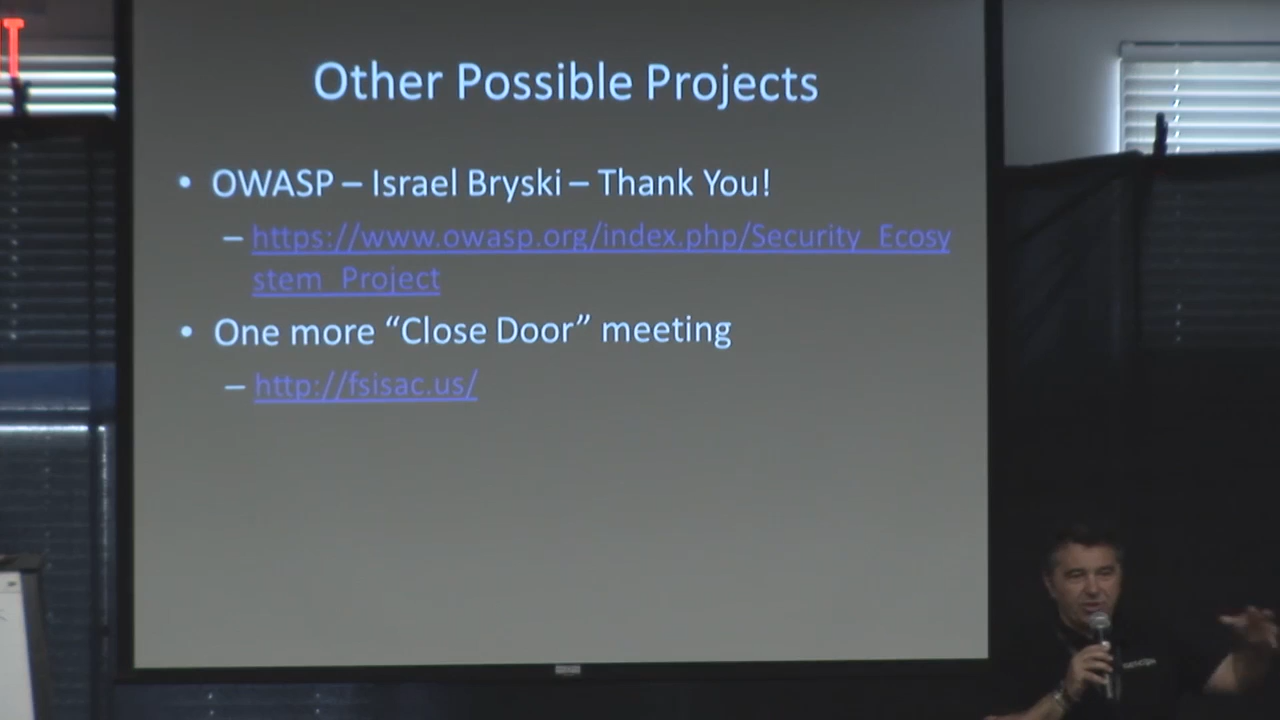 Other Possible Projects
• OWASP – Israel Bryski – Thank You!
– https://www.owasp.org/index.php/Security_Ecosy
stem_Project
• One more “Close Door” meeting
– http://fsisac.us/